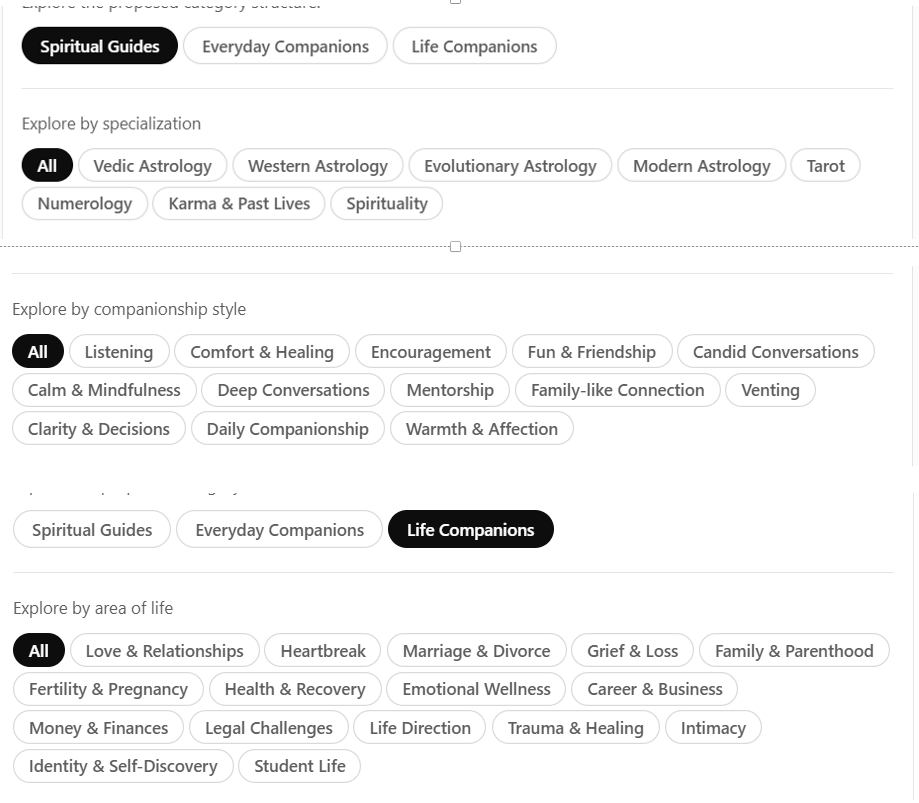 Explore the proposed category structure.
Spiritual Guides Everyday Companions Life Companions
Explore by specialization
All Vedic Astrology Western Astrology Evolutionary Astrology Modern Astrology Tarot
Numerology Karma & Past Lives Spirituality
Explore by companionship style
All Listening Comfort & Healing Encouragement Fun & Friendship Candid Conversations
Calm & Mindfulness Deep Conversations Mentorship Family-like Connection Venting
Clarity & Decisions Daily Companionship Warmth & Affection
Spiritual Guides Everyday Companions Life Companions
Explore by area of life
All Love & Relationships Heartbreak Marriage & Divorce Grief & Loss Family & Parenthood
Fertility & Pregnancy Health & Recovery Emotional Wellness Career & Business
Money & Finances Legal Challenges Life Direction Trauma & Healing Intimacy
Identity & Self-Discovery Student Life